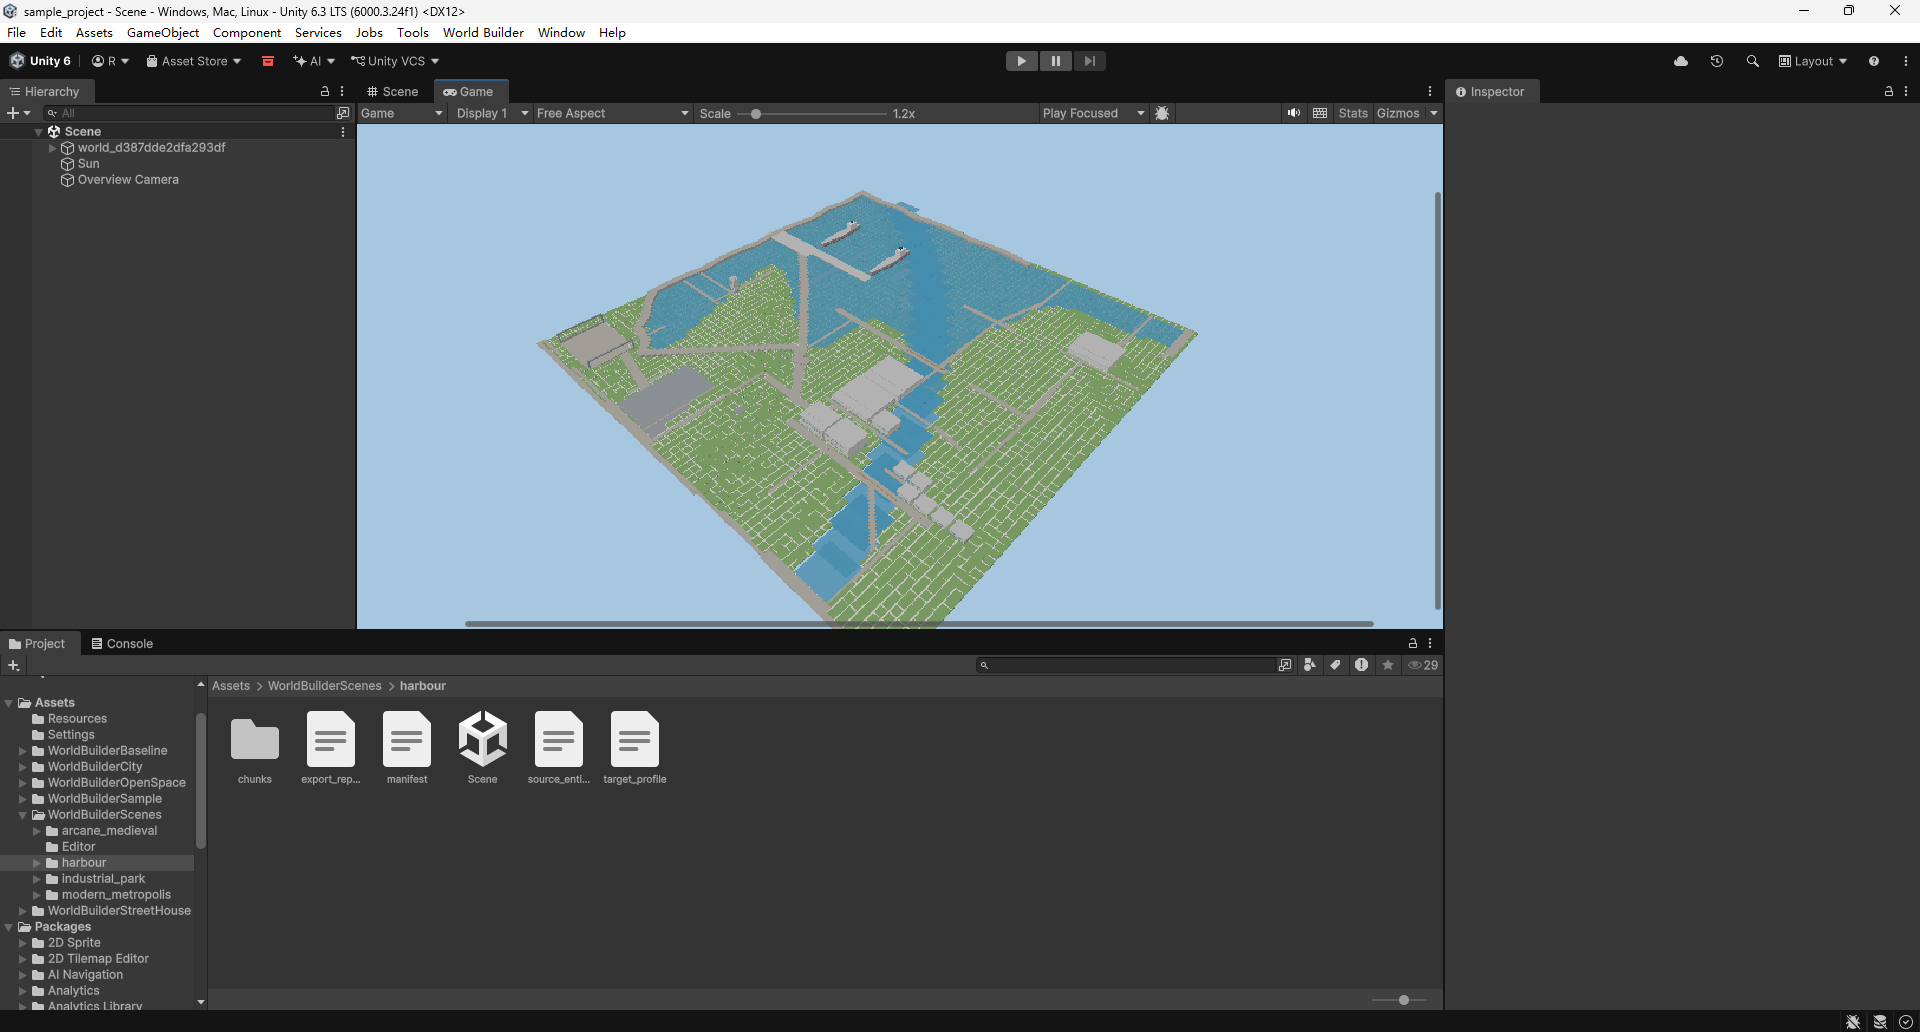 sample_project - Scene - Windows, Mac, Linux - Unity 6.3 LTS (6000.3.24f1) <DX12>
File Edit Assets GameObject Component Services Jobs Tools World Builder Window Help
Unity 6 R Asset Store AI Unity VCS Layout
Hierarchy
All
Scene
world_d387dde2dfa293df
Sun
Overview Camera
Scene Game
Game Display 1 Free Aspect Scale 1.2x Play Focused Stats Gizmos
Inspector
Project Console
29
Assets
Resources
Settings
WorldBuilderBaseline
WorldBuilderCity
WorldBuilderOpenSpace
WorldBuilderSample
WorldBuilderScenes
arcane_medieval
Editor
harbour
industrial_park
modern_metropolis
WorldBuilderStreetHouse
Packages
2D Sprite
2D Tilemap Editor
AI Navigation
Analytics
Analytics Library
Assets > WorldBuilderScenes > harbour
chunks export_rep... manifest Scene source_enti... target_profile